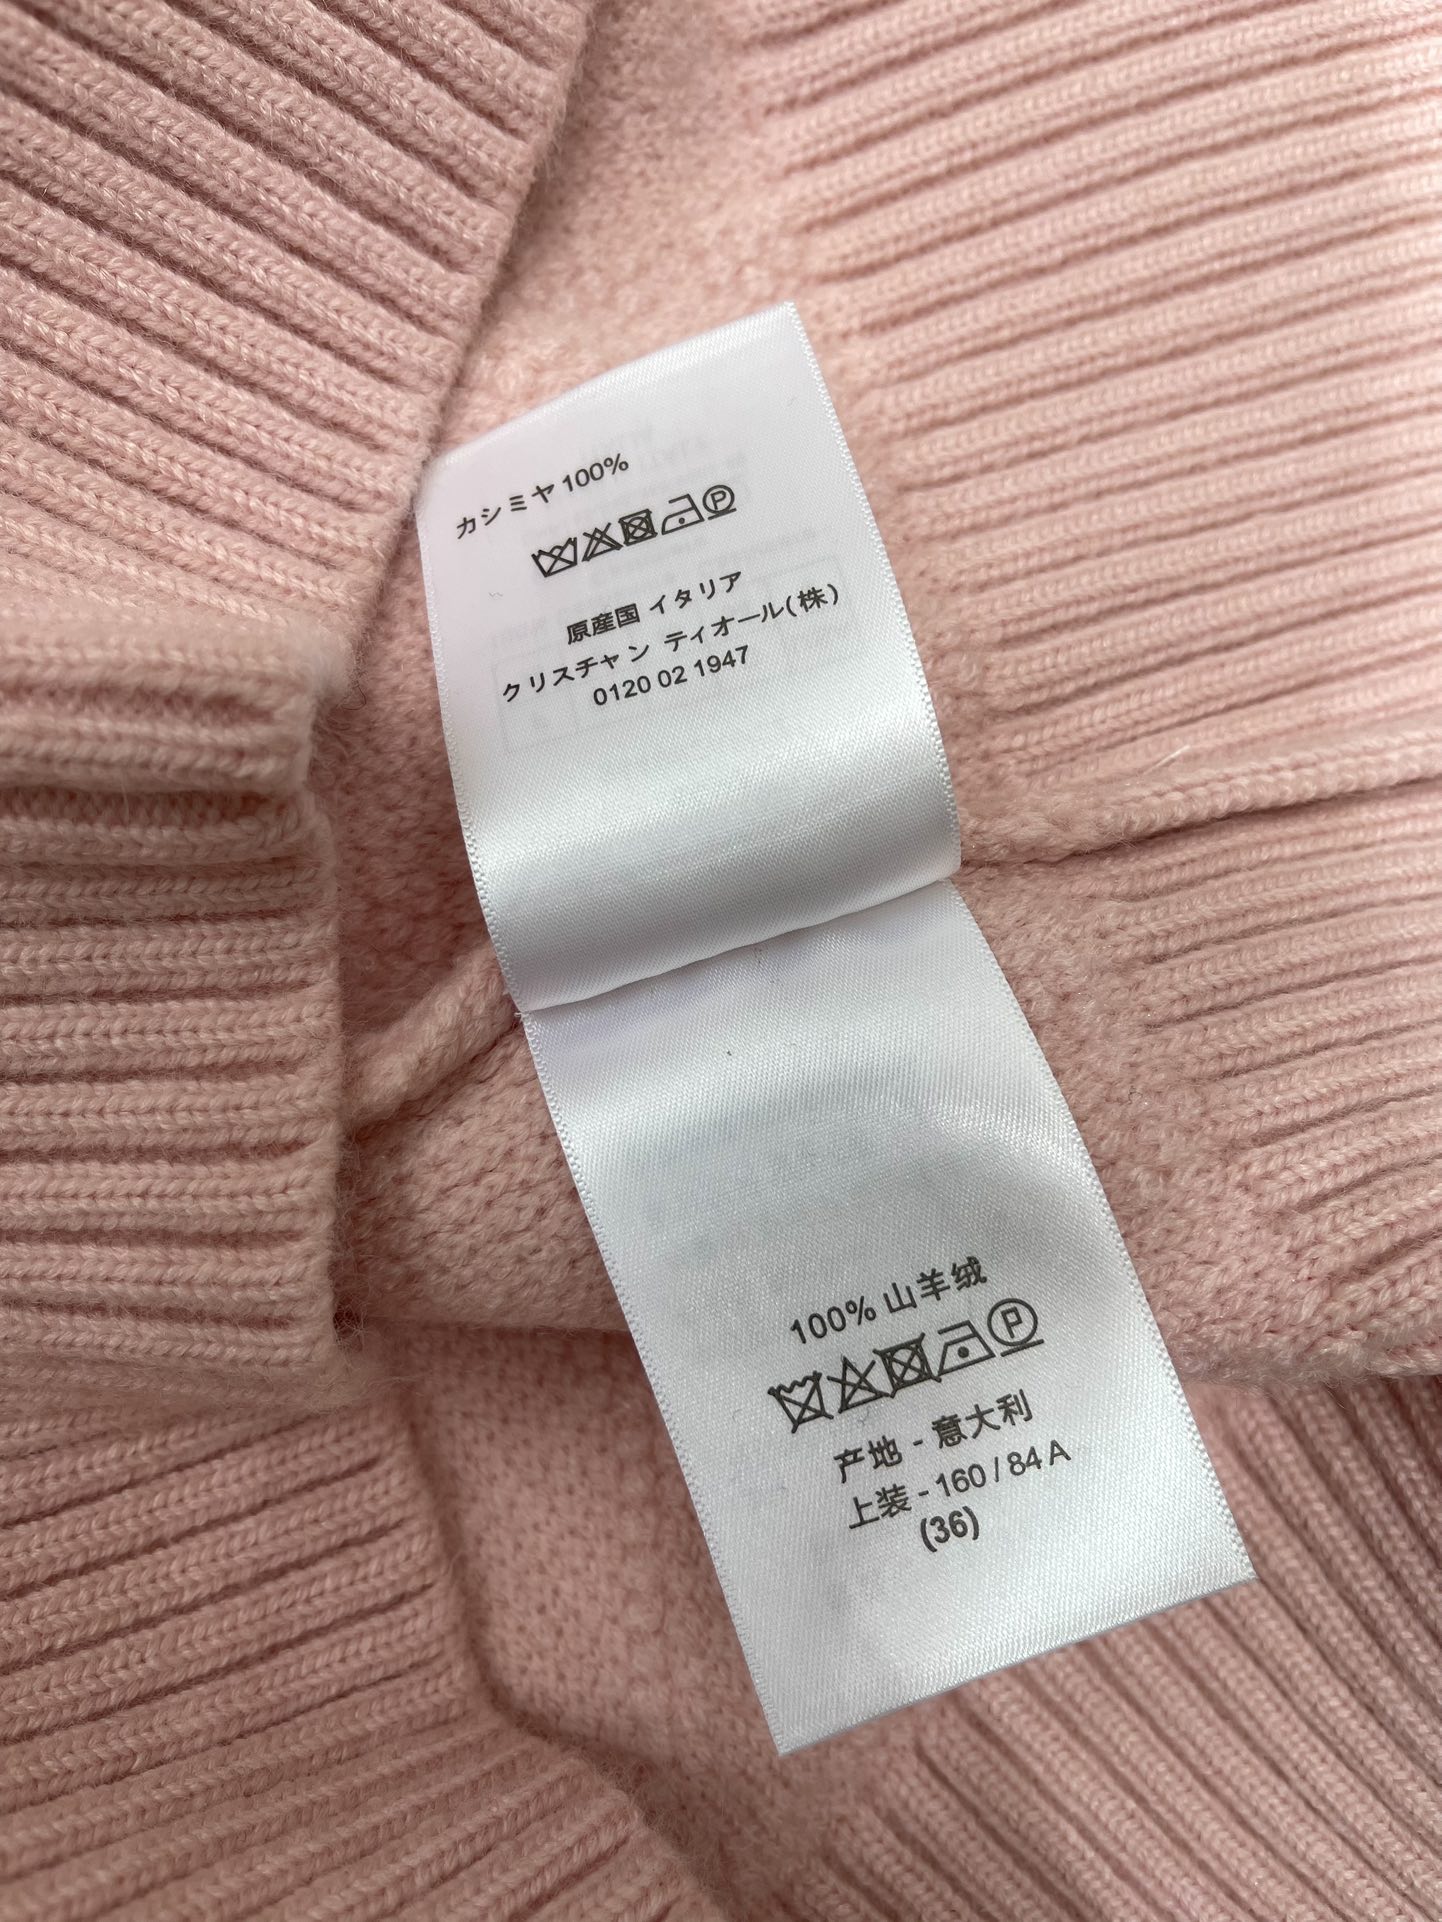 カシミヤ 100%
P
原産国 イタリア
クリスチャン ディオール(株)
0120 02 1947
100% 山羊绒
P
产地 - 意大利
上装 - 160 / 84 A
(36)